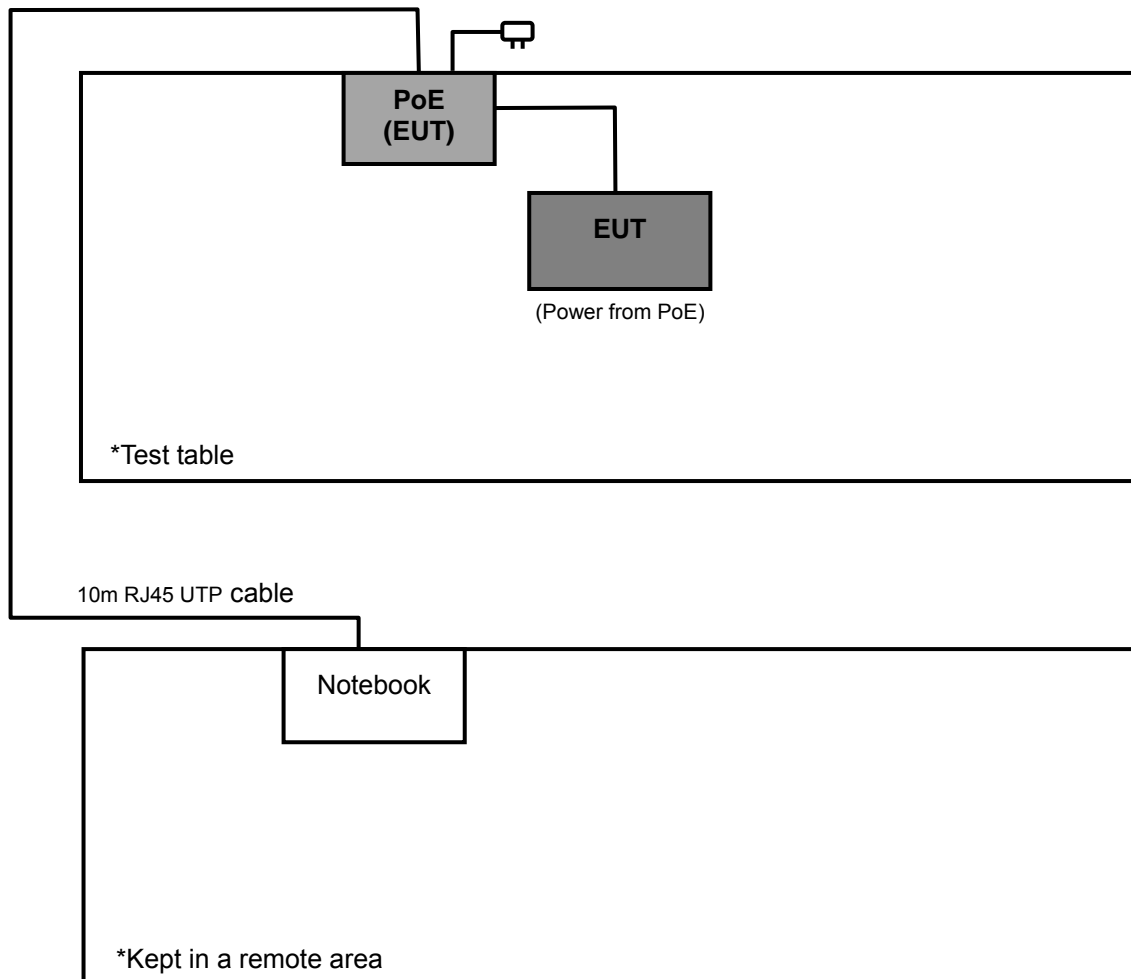 PoE
(EUT)
EUT
(Power from PoE)
*Test table
10m RJ45 UTP cable
Notebook
*Kept in a remote area